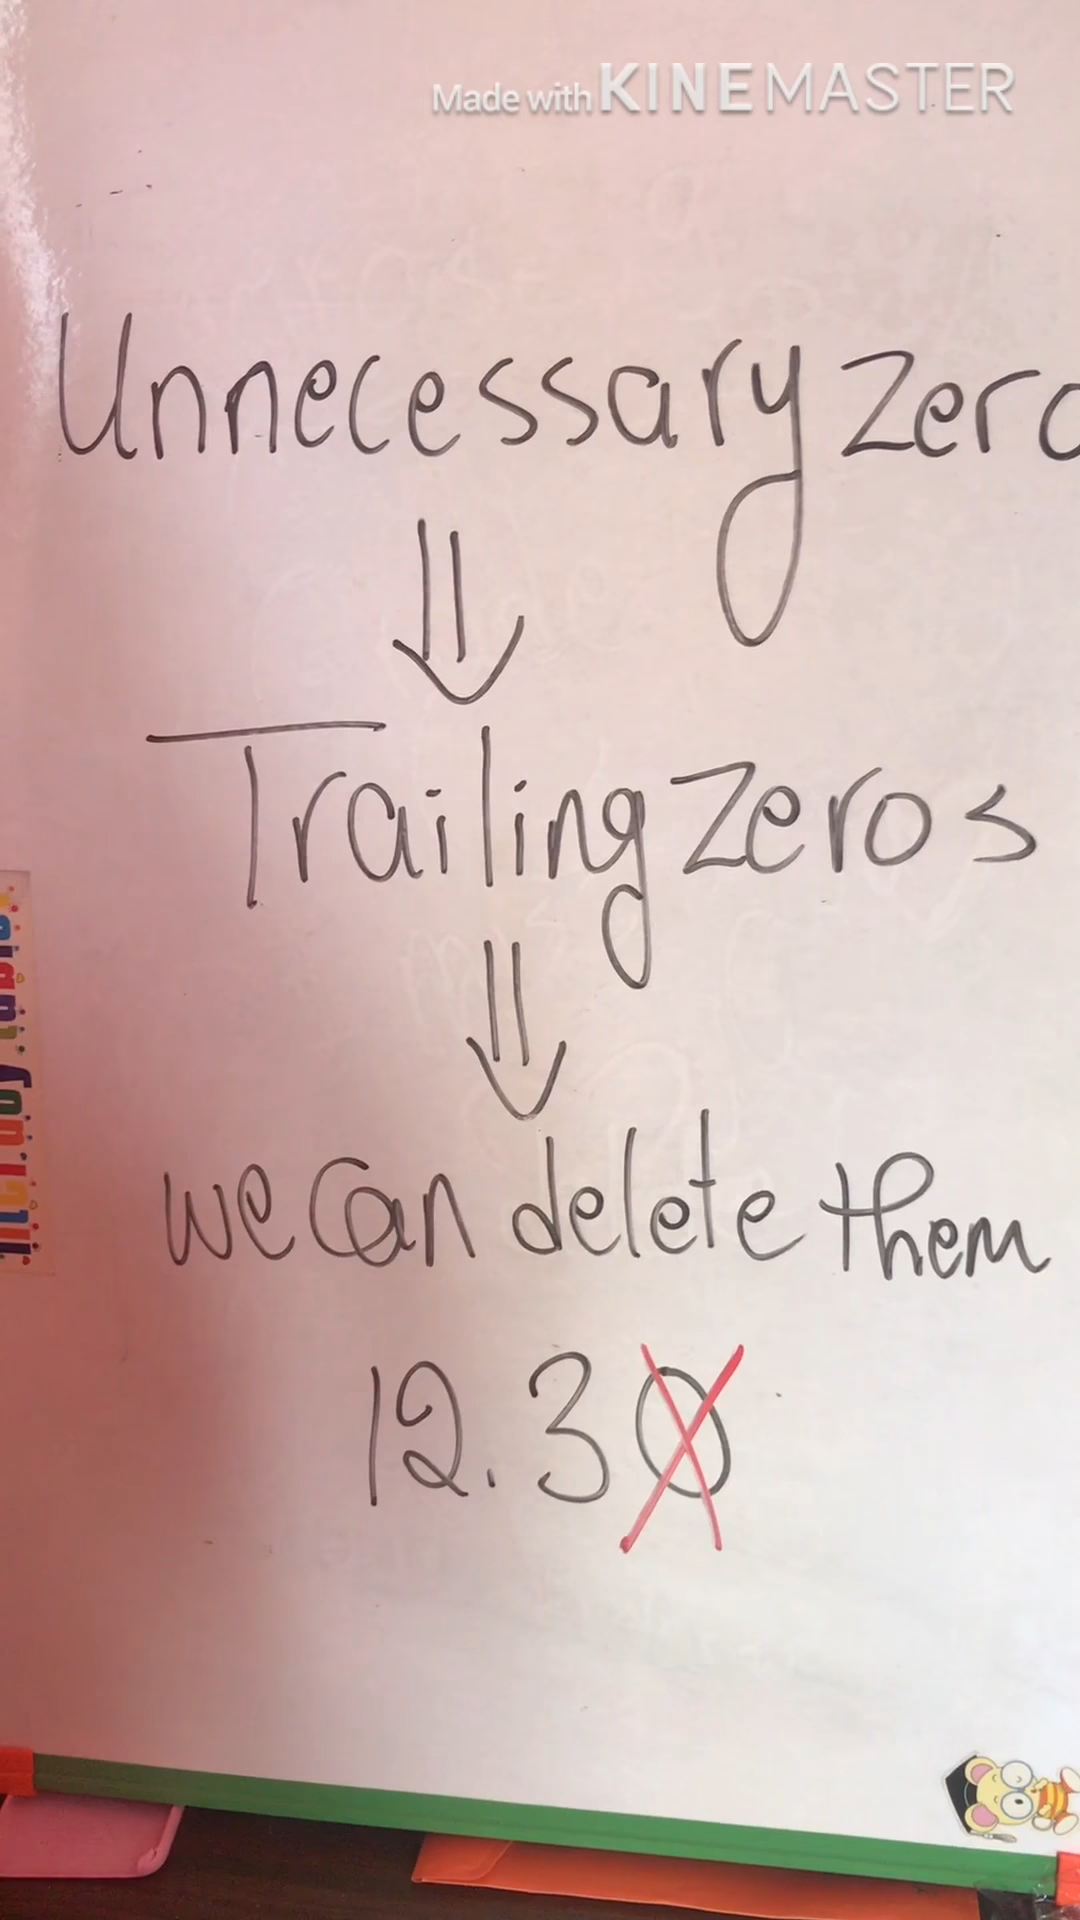 Made with KINEMASTER
Unnecessary zero
Trailing zeros
we can delete them
12.30